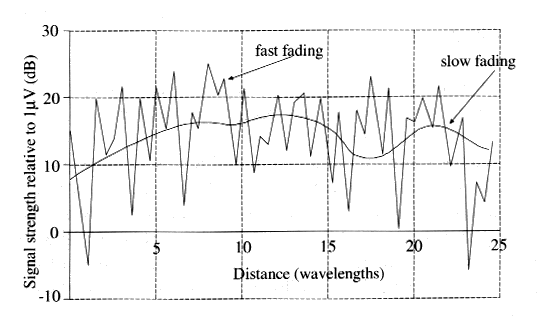 30
fast fading
slow fading
20
10
0
-10
5
10
15
20
25
Distance (wavelengths)
Signal strength relative to 1μV (dB)